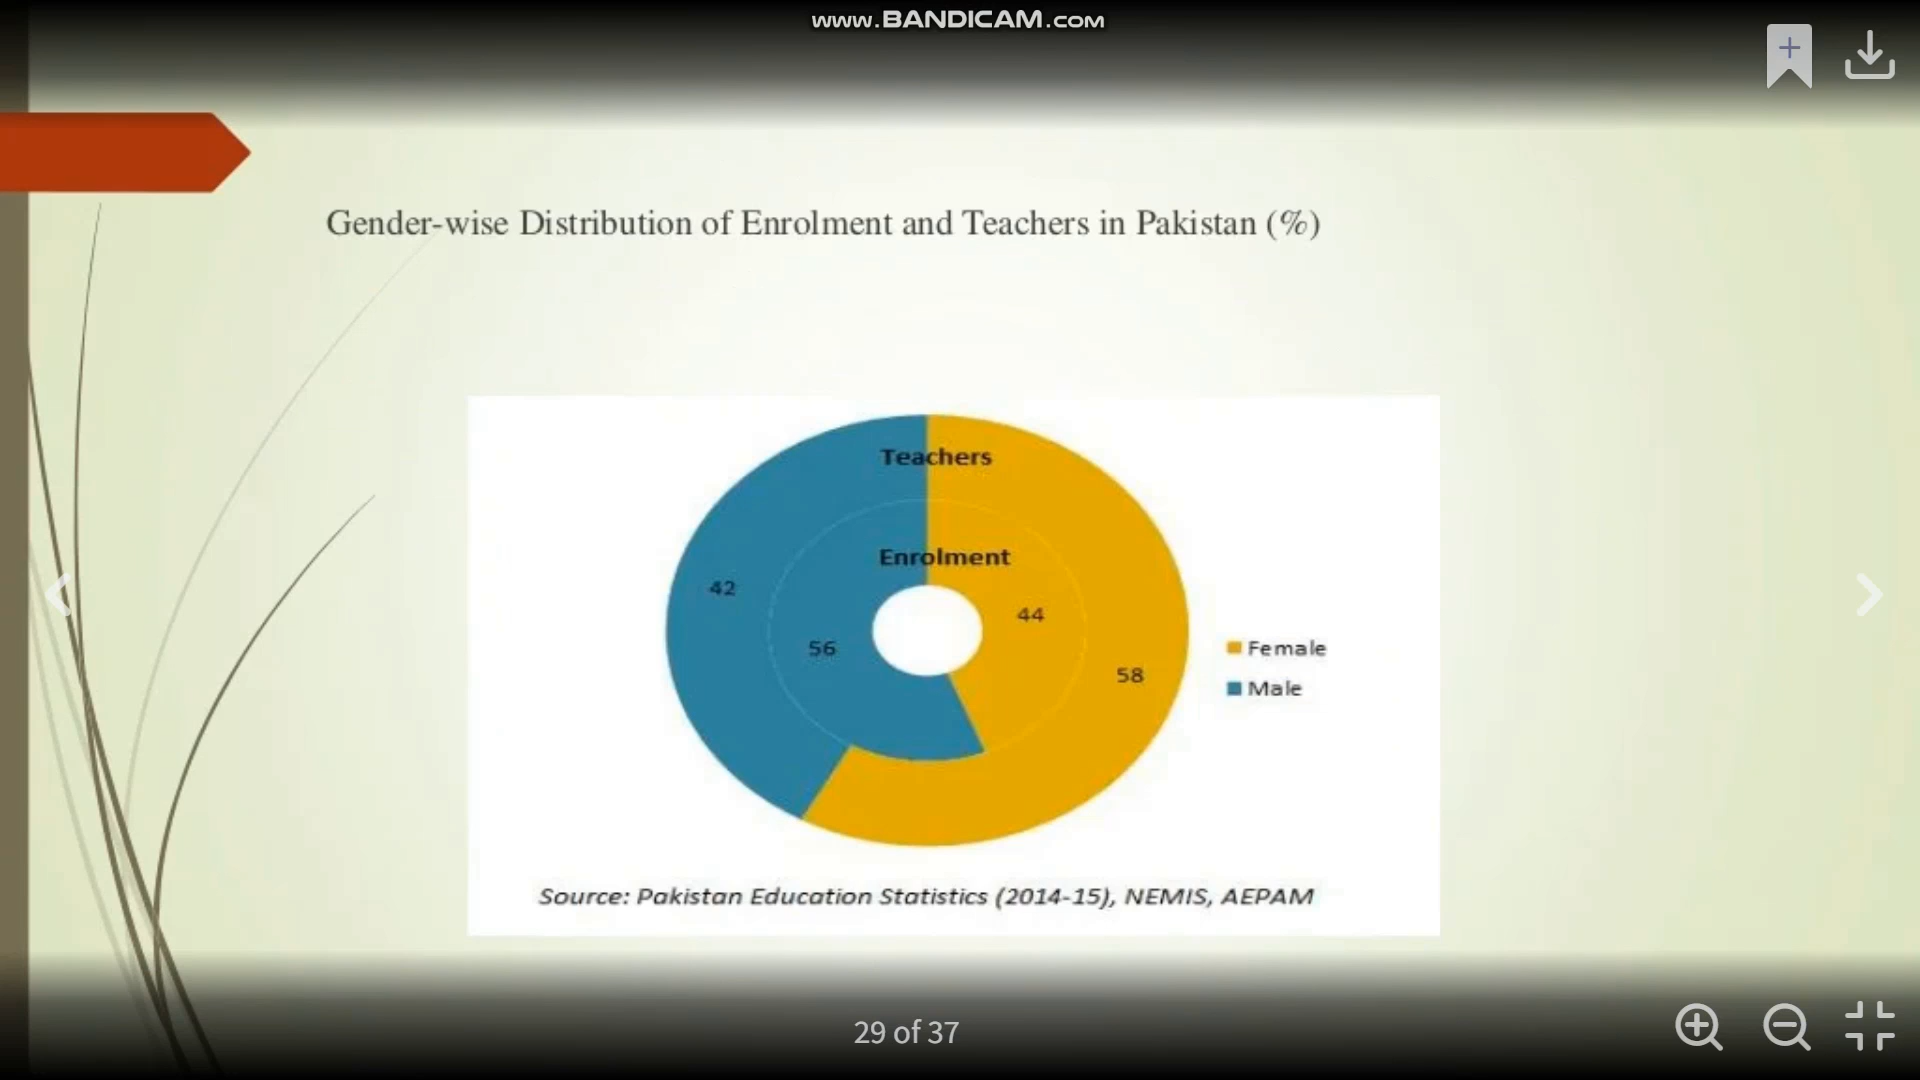 www.BANDICAM.com
Gender-wise Distribution of Enrolment and Teachers in Pakistan (%)
Teachers
Enrolment
42
44
56
58
Female
Male
Source: Pakistan Education Statistics (2014-15), NEMIS, AEPAM
29 of 37